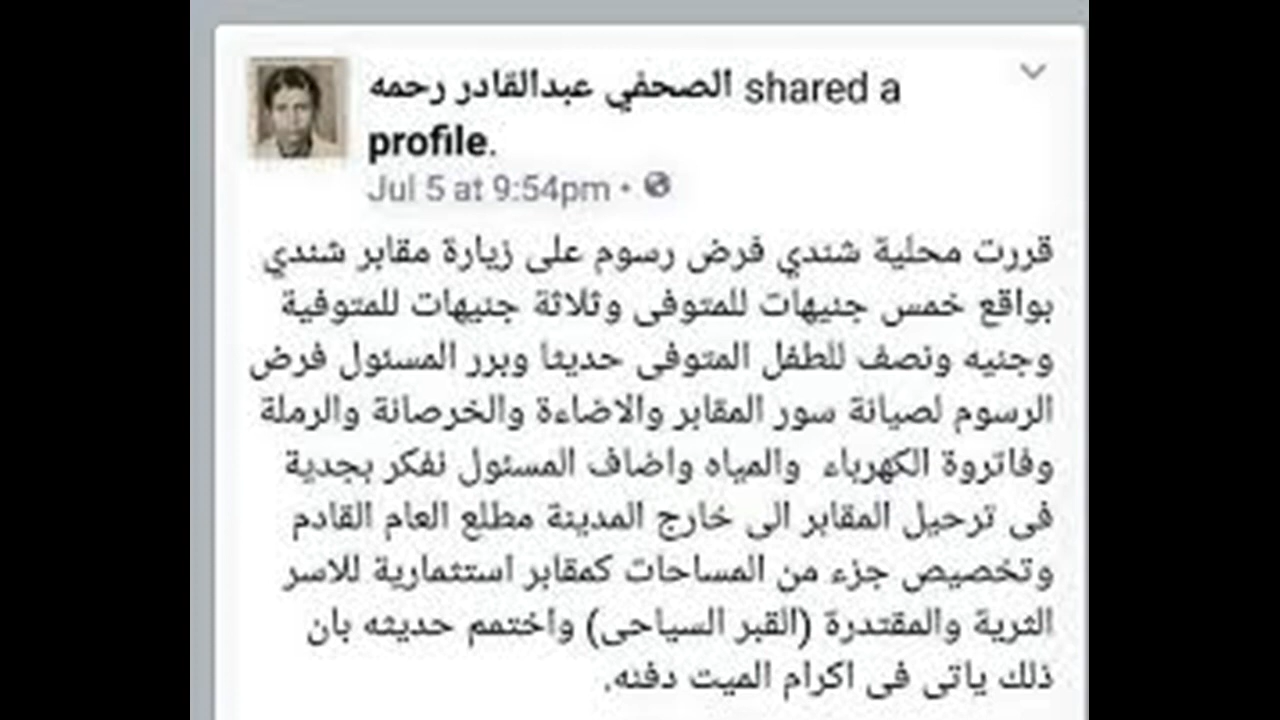 الصحفي عبدالقادر رحمه shared a
profile.
Jul 5 at 9:54pm •
قررت محلية شندي فرض رسوم على زيارة مقابر شندي
بواقع خمس جنيهات للمتوفى وثلاثة جنيهات للمتوفية
وجنيه ونصف للطفل المتوفى حديثا وبرر المسئول فرض
الرسوم لصيانة سور المقابر والاضاءة والخرصانة والرملة
وفاتروة الكهرباء والمياه واضاف المسئول نفكر بجدية
فى ترحيل المقابر الى خارج المدينة مطلع العام القادم
وتخصيص جزء من المساحات كمقابر استثمارية للاسر
الثرية والمقتدرة (القبر السياحى) واختمم حديثه بان
ذلك ياتى فى اكرام الميت دفنه.